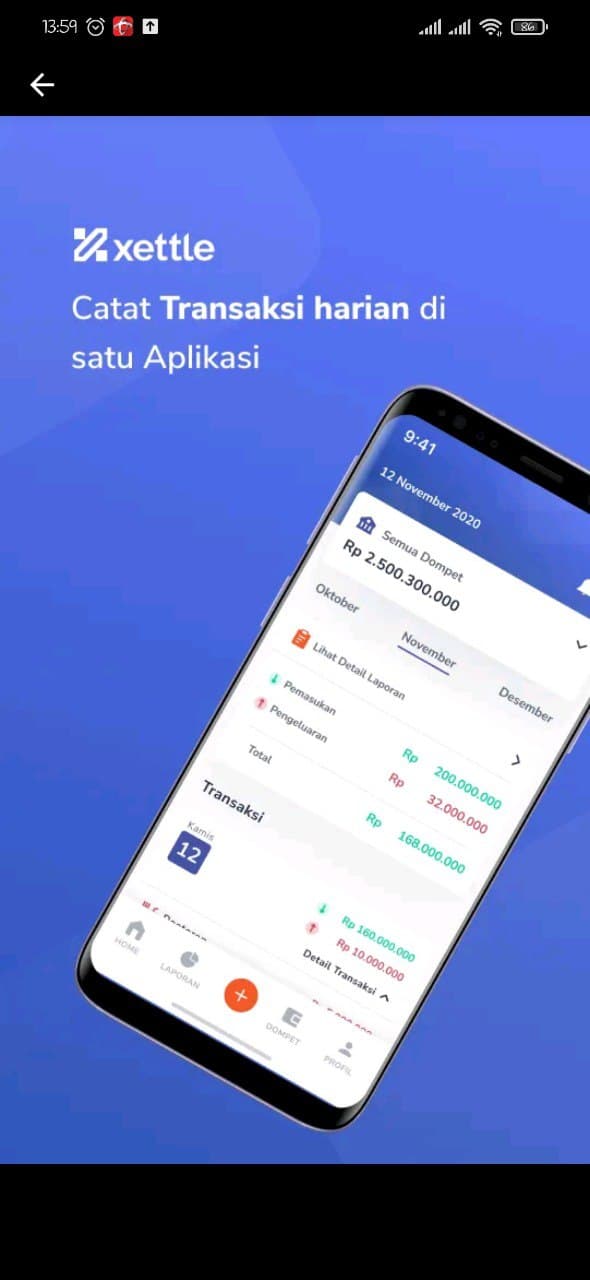 13:59
86
xettle
Catat Transaksi harian di
satu Aplikasi
9:41
12 November 2020
Semua Dompet
Rp 2.500.300.000
Oktober
November
Desember
Lihat Detail Laporan
Pemasukan
Rp 200.000.000
Pengeluaran
Rp 32.000.000
Total
Rp 168.000.000
Transaksi
Kamis
12
Rp 160.000.000
Rp 10.000.000
Detail Transaksi
HOME
LAPORAN
DOMPET
PROFIL